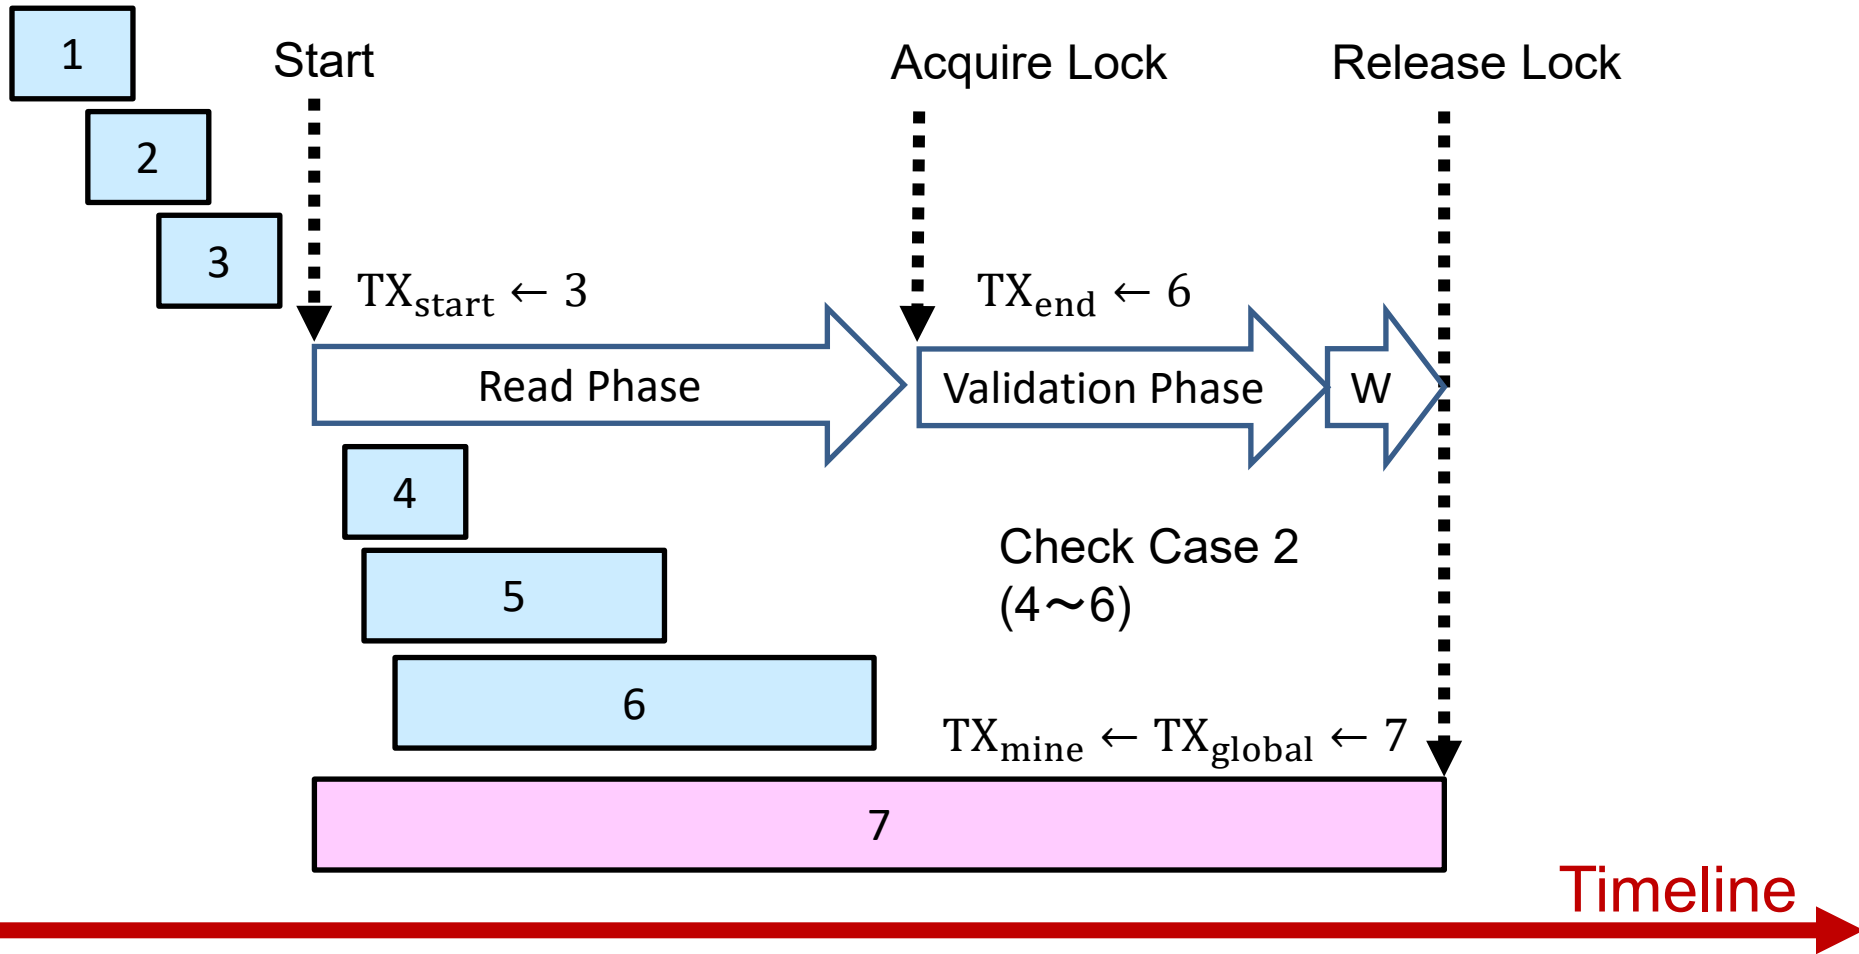 1
Start
Acquire Lock
Release Lock
2
3
TXstart ← 3
TXend ← 6
Read Phase
Validation Phase
W
4
Check Case 2
(4～6)
5
6
TXmine ← TXglobal ← 7
7
Timeline